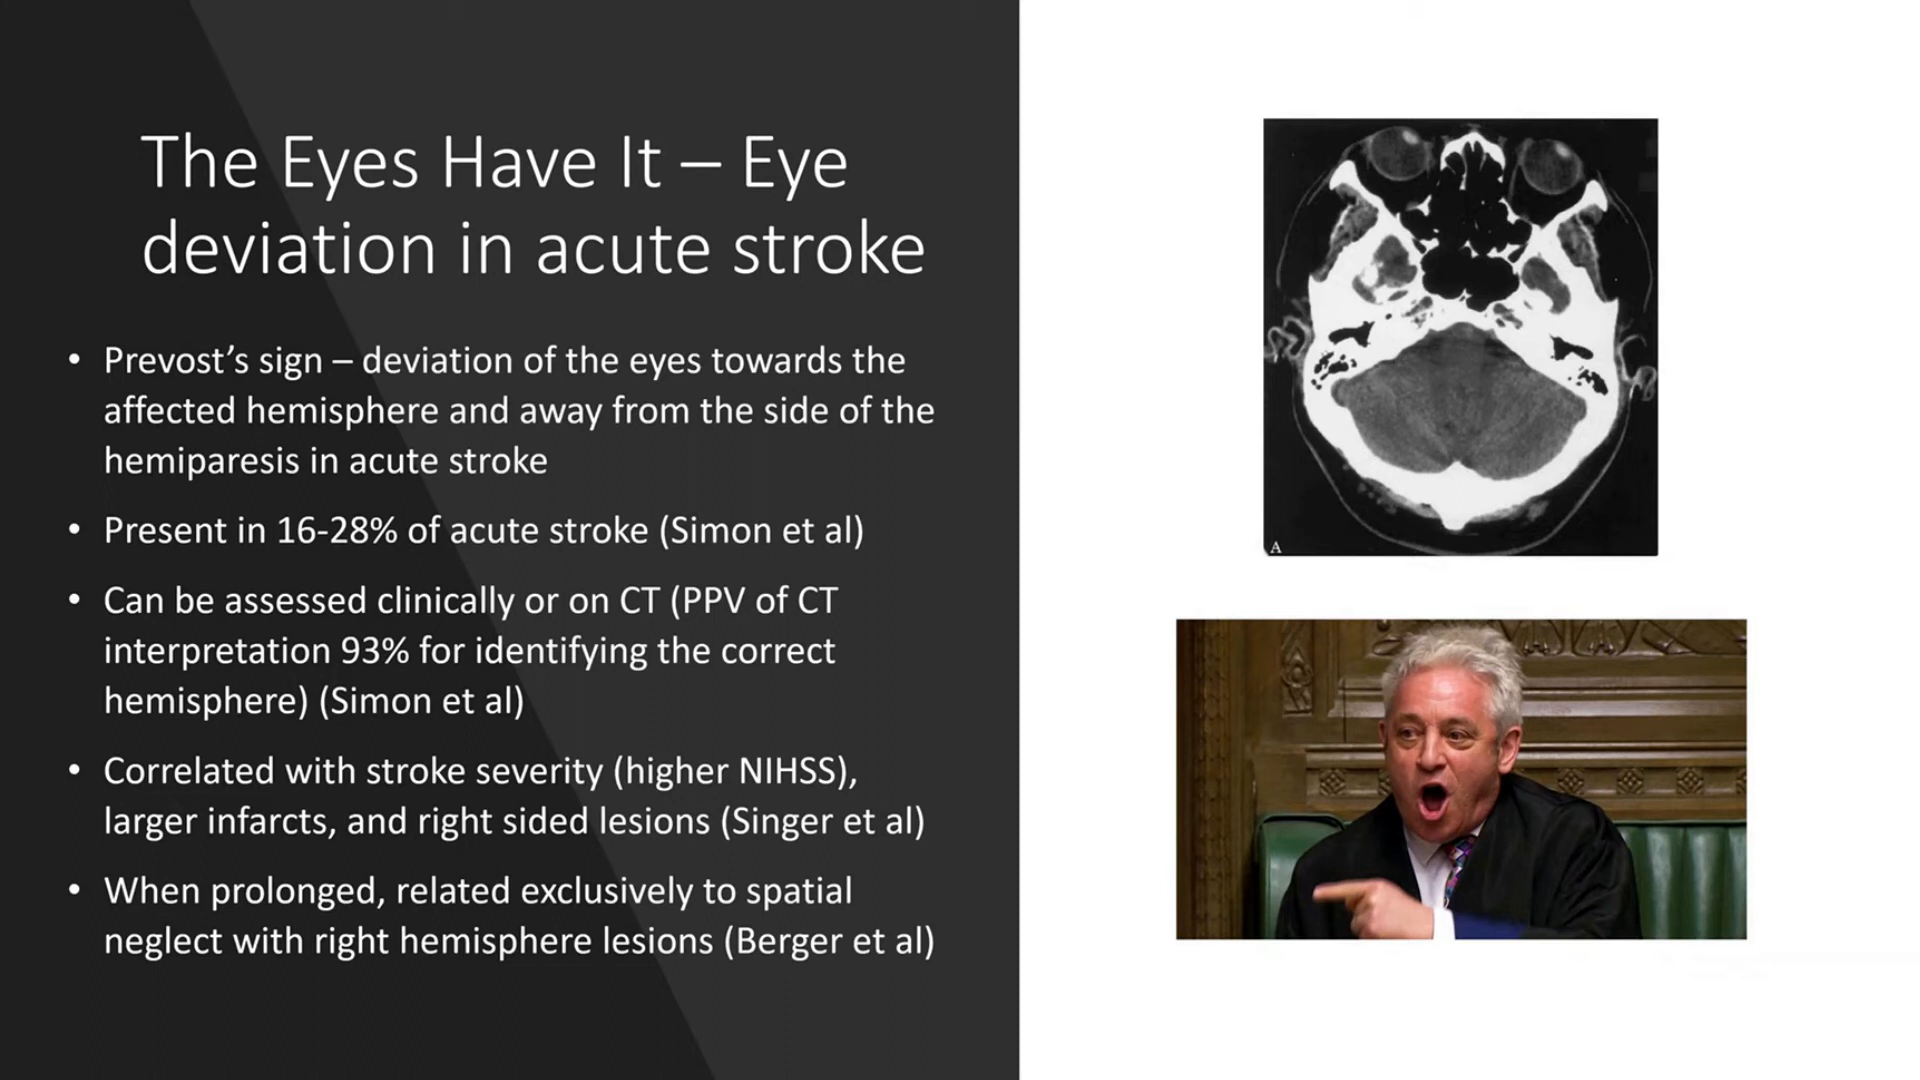 The Eyes Have It – Eye
deviation in acute stroke
• Prevost’s sign – deviation of the eyes towards the
affected hemisphere and away from the side of the
hemiparesis in acute stroke
• Present in 16-28% of acute stroke (Simon et al)
• Can be assessed clinically or on CT (PPV of CT
interpretation 93% for identifying the correct
hemisphere) (Simon et al)
• Correlated with stroke severity (higher NIHSS),
larger infarcts, and right sided lesions (Singer et al)
• When prolonged, related exclusively to spatial
neglect with right hemisphere lesions (Berger et al)
A